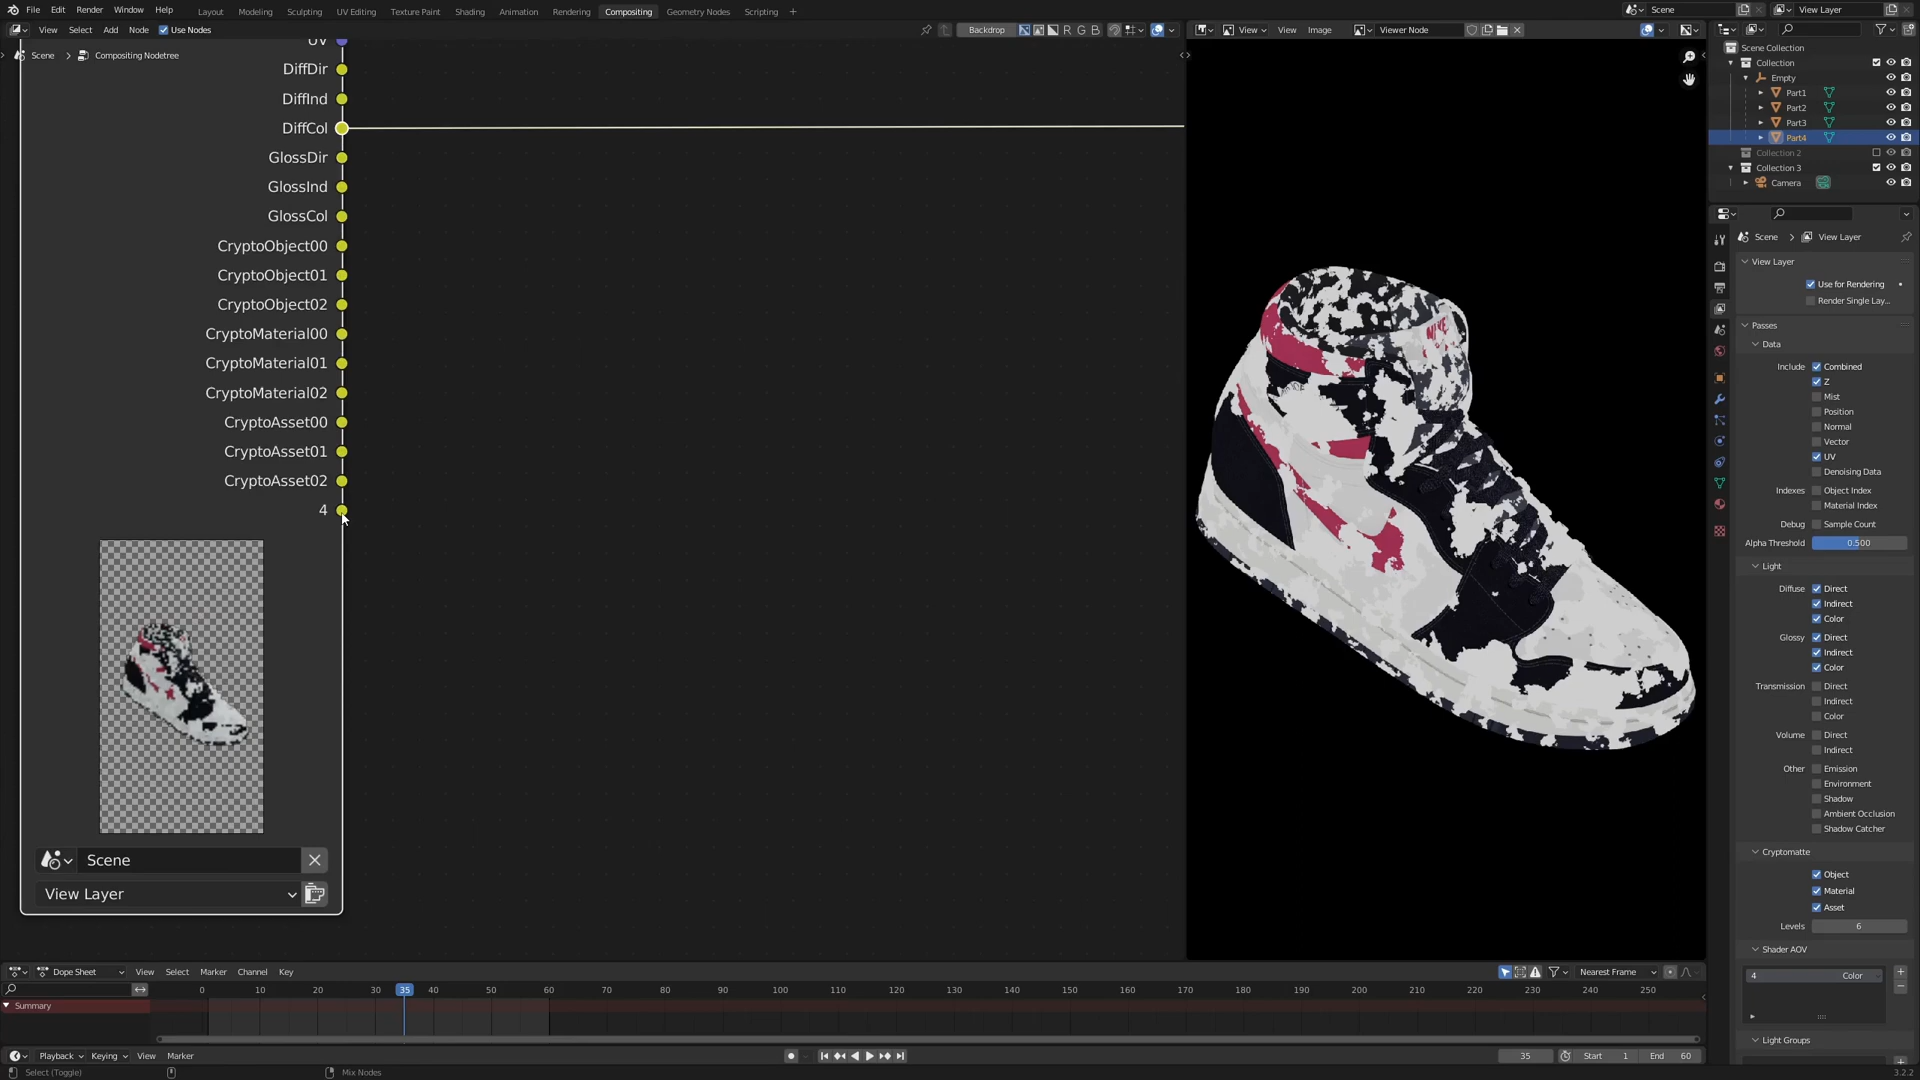 File Edit Render Window Help Layout Modeling Sculpting UV Editing Texture Paint Shading Animation Rendering Compositing Geometry Nodes Scripting + Scene View Layer
View Select Add Node Use Nodes Backdrop R G B View View Image Viewer Node
Scene > Compositing Nodetree
UV
DiffDir
DiffInd
DiffCol
GlossDir
GlossInd
GlossCol
CryptoObject00
CryptoObject01
CryptoObject02
CryptoMaterial00
CryptoMaterial01
CryptoMaterial02
CryptoAsset00
CryptoAsset01
CryptoAsset02
4
Scene
View Layer
NIKE
Scene Collection
Collection
Empty
Part1
Part2
Part3
Part4
Collection 2
Collection 3
Camera
Scene > View Layer
View Layer
Use for Rendering
Render Single Lay...
Passes
Data
Include Combined
Z
Mist
Position
Normal
Vector
UV
Denoising Data
Indexes Object Index
Material Index
Debug Sample Count
Alpha Threshold 0.500
Light
Diffuse Direct
Indirect
Color
Glossy Direct
Indirect
Color
Transmission Direct
Indirect
Color
Volume Direct
Indirect
Other Emission
Environment
Shadow
Ambient Occlusion
Shadow Catcher
Cryptomatte
Object
Material
Asset
Levels 6
Shader AOV
4 Color
Light Groups
Dope Sheet View Select Marker Channel Key Nearest Frame
0 10 20 30 35 40 50 60 70 80 90 100 110 120 130 140 150 160 170 180 190 200 210 220 230 240 250
Summary
Playback Keying View Marker 35 Start 1 End 60
Select (Toggle) Mix Nodes 3.2.2